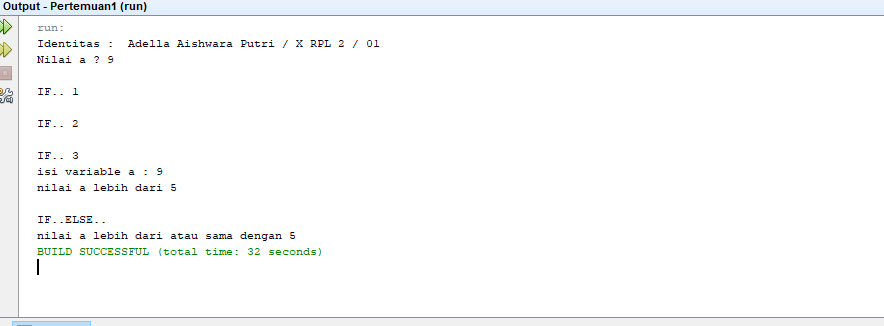 Output - Pertemuan1 (run)
run:
Identitas :  Adella Aishwara Putri / X RPL 2 / 01
Nilai a ? 9
IF.. 1
IF.. 2
IF.. 3
isi variable a : 9
nilai a lebih dari 5
IF..ELSE..
nilai a lebih dari atau sama dengan 5
BUILD SUCCESSFUL (total time: 32 seconds)